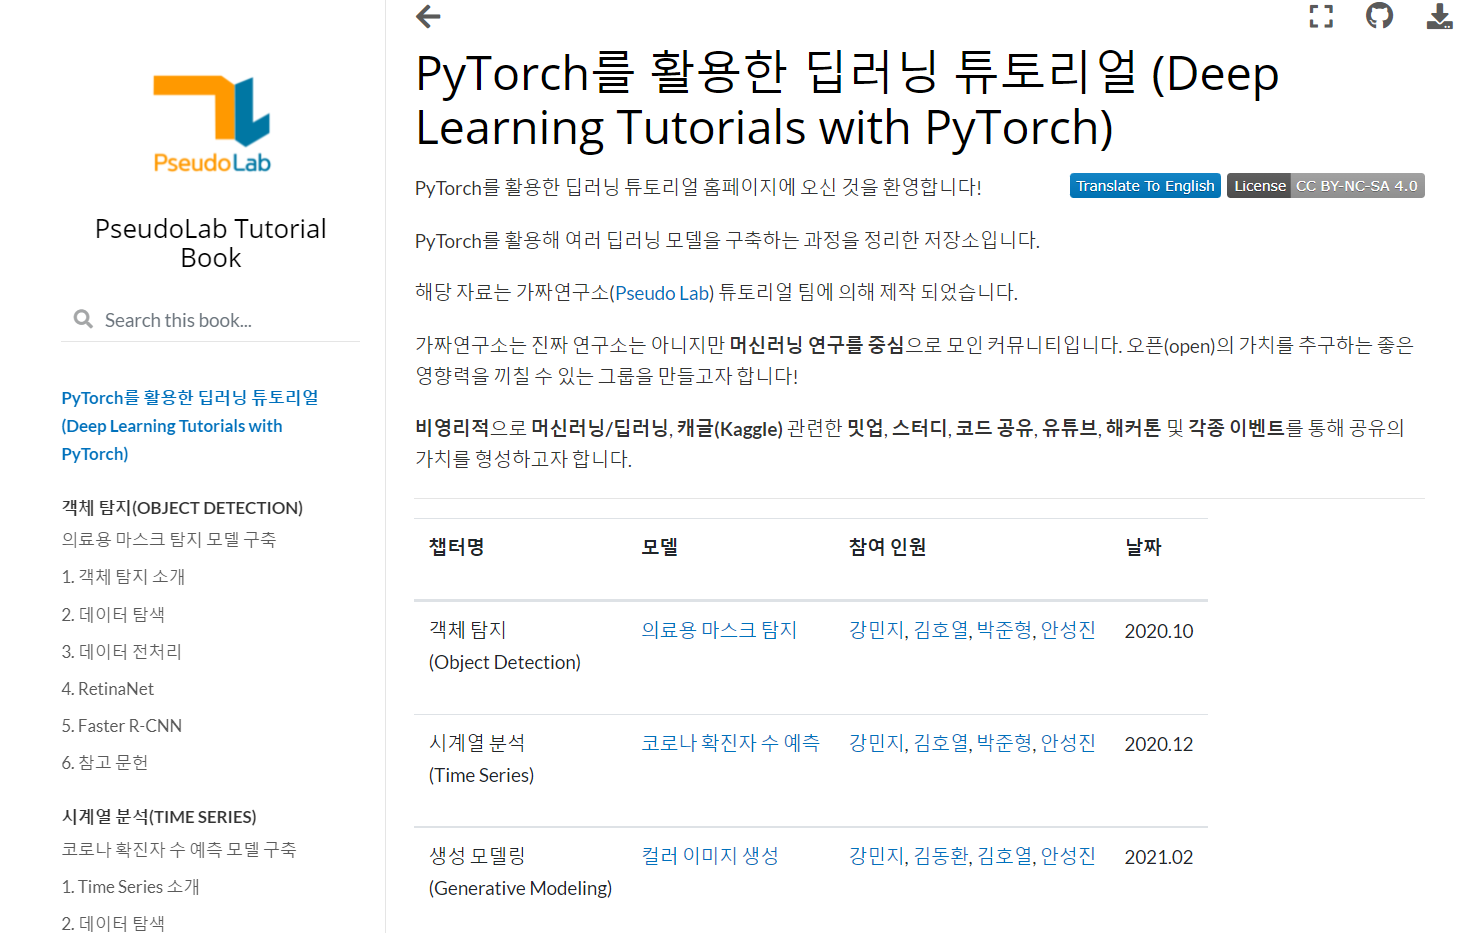 PseudoLab
PseudoLab Tutorial
Book
Search this book...
PyTorch를 활용한 딥러닝 튜토리얼
(Deep Learning Tutorials with
PyTorch)
객체 탐지(OBJECT DETECTION)
의료용 마스크 탐지 모델 구축
1. 객체 탐지 소개
2. 데이터 탐색
3. 데이터 전처리
4. RetinaNet
5. Faster R-CNN
6. 참고 문헌
시계열 분석(TIME SERIES)
코로나 확진자 수 예측 모델 구축
1. Time Series 소개
2. 데이터 탐색
PyTorch를 활용한 딥러닝 튜토리얼 (Deep
Learning Tutorials with PyTorch)
PyTorch를 활용한 딥러닝 튜토리얼 홈페이지에 오신 것을 환영합니다! Translate To English License CC BY-NC-SA 4.0
PyTorch를 활용해 여러 딥러닝 모델을 구축하는 과정을 정리한 저장소입니다.
해당 자료는 가짜연구소(Pseudo Lab) 튜토리얼 팀에 의해 제작 되었습니다.
가짜연구소는 진짜 연구소는 아니지만 머신러닝 연구를 중심으로 모인 커뮤니티입니다. 오픈(open)의 가치를 추구하는 좋은
영향력을 끼칠 수 있는 그룹을 만들고자 합니다!
비영리적으로 머신러닝/딥러닝, 캐글(Kaggle) 관련한 밋업, 스터디, 코드 공유, 유튜브, 해커톤 및 각종 이벤트를 통해 공유의
가치를 형성하고자 합니다.
챕터명 모델 참여 인원 날짜
객체 탐지 의료용 마스크 탐지 강민지, 김호열, 박준형, 안성진 2020.10
(Object Detection)
시계열 분석 코로나 확진자 수 예측 강민지, 김호열, 박준형, 안성진 2020.12
(Time Series)
생성 모델링 컬러 이미지 생성 강민지, 김동환, 김호열, 안성진 2021.02
(Generative Modeling)